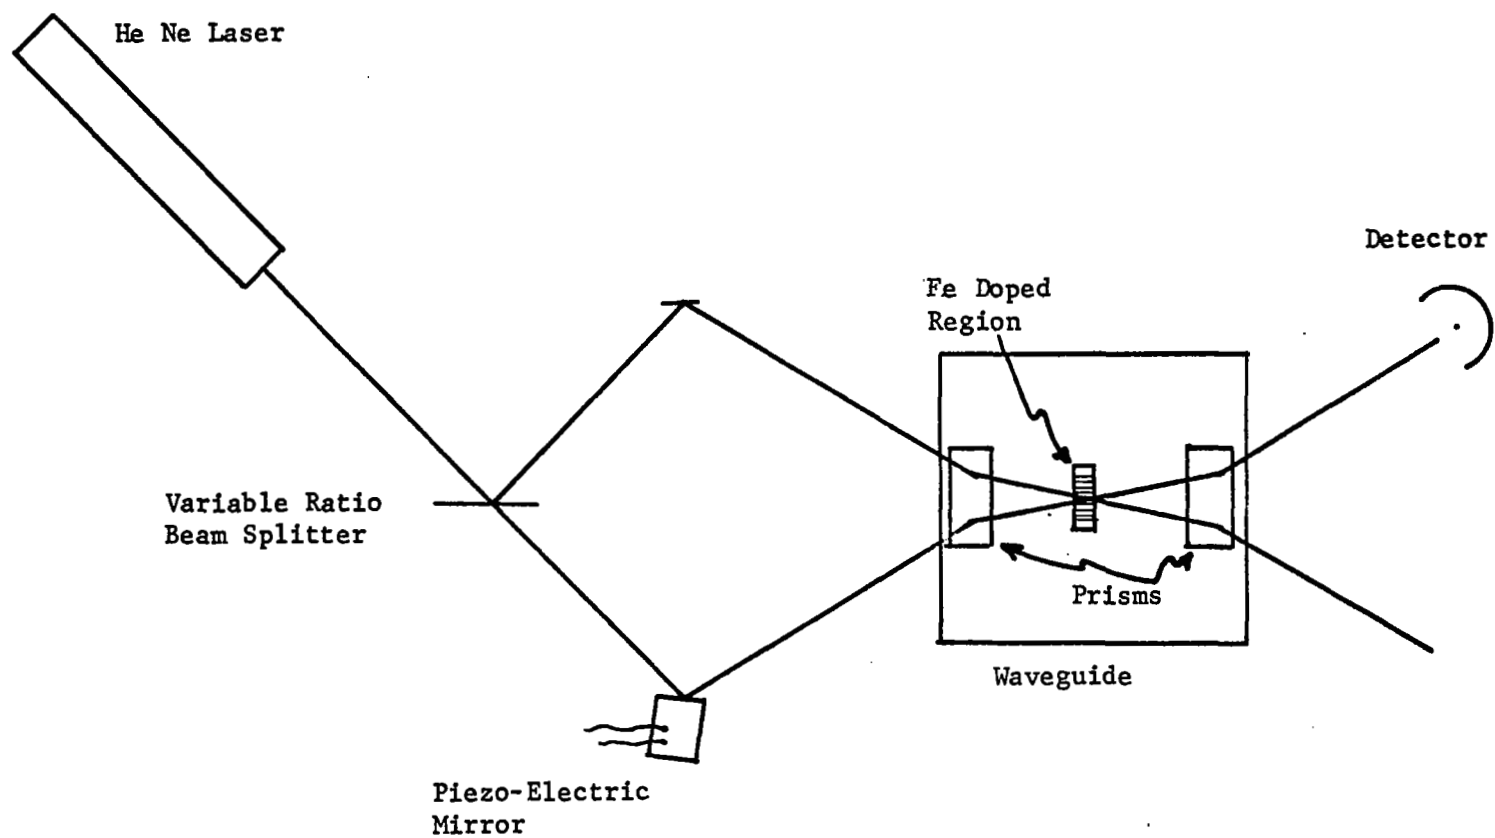 He Ne Laser
Detector
Fe Doped
Region
Variable Ratio
Beam Splitter
Prisms
Waveguide
Piezo-Electric
Mirror